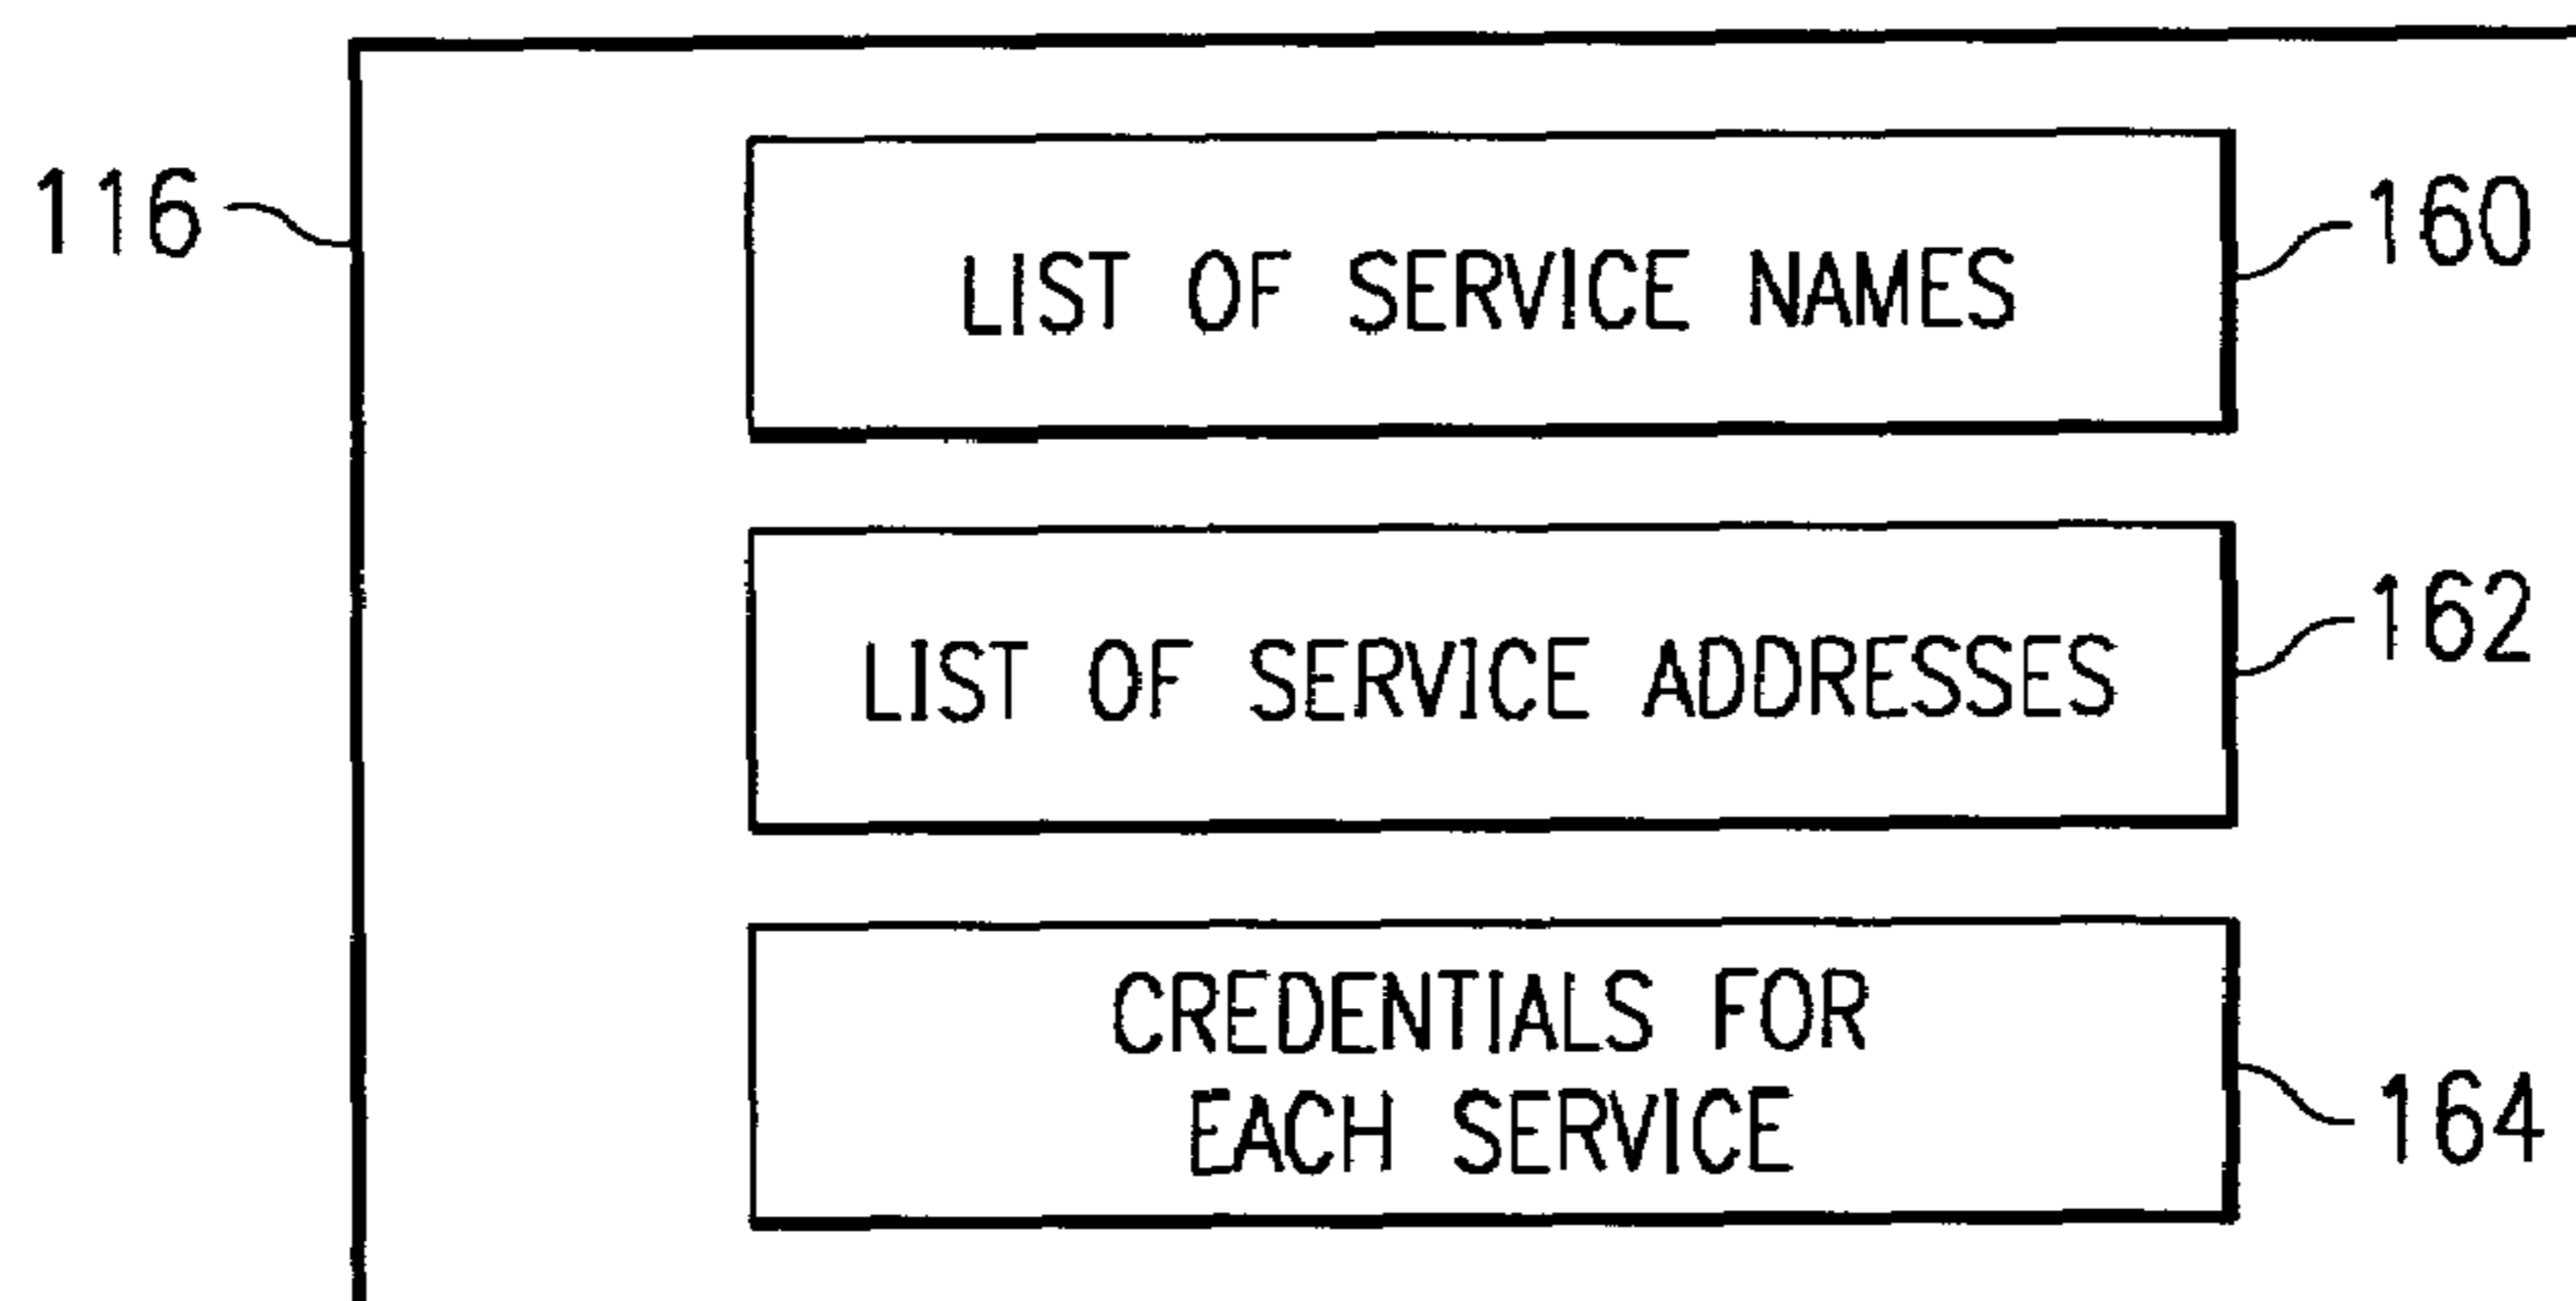 116
LIST OF SERVICE NAMES
160
LIST OF SERVICE ADDRESSES
162
CREDENTIALS FOR
EACH SERVICE
164